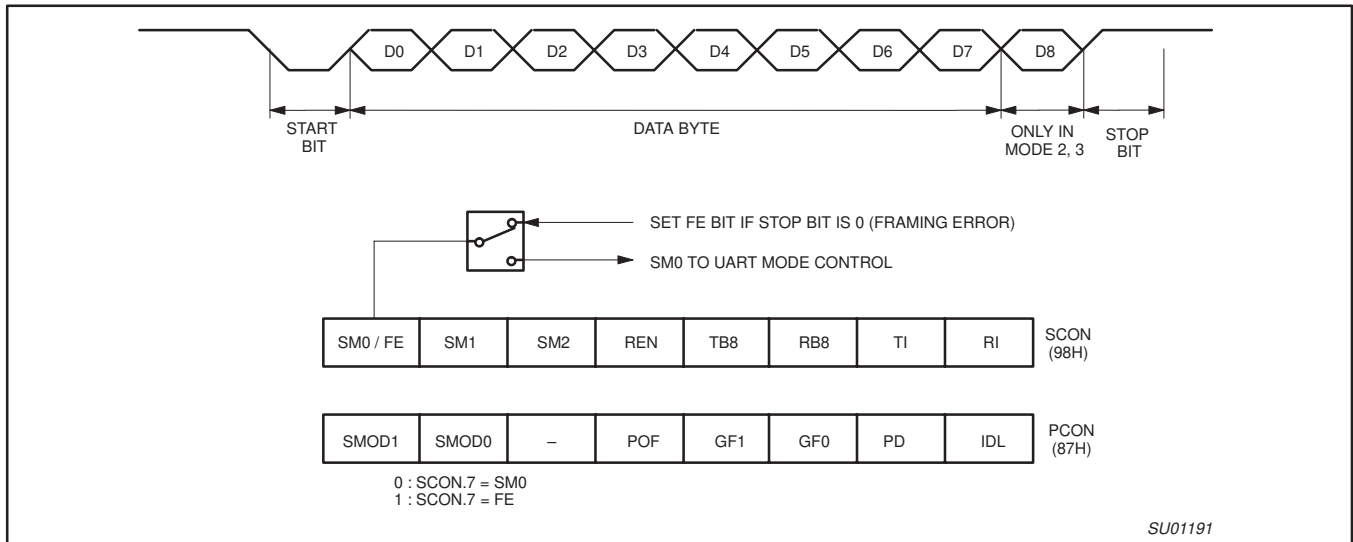 D0 D1 D2 D3 D4 D5 D6 D7 D8
START
BIT
DATA BYTE
ONLY IN
MODE 2, 3
STOP
BIT
SET FE BIT IF STOP BIT IS 0 (FRAMING ERROR)
SM0 TO UART MODE CONTROL
SM0 / FE SM1 SM2 REN TB8 RB8 TI RI
SCON
(98H)
SMOD1 SMOD0 – POF GF1 GF0 PD IDL
PCON
(87H)
0 : SCON.7 = SM0
1 : SCON.7 = FE
SU01191